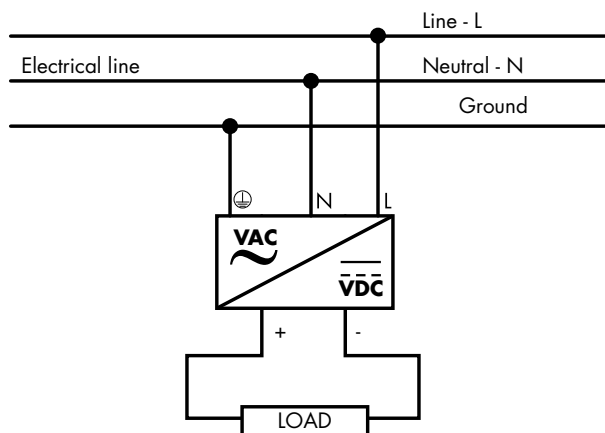 Line - L
Electrical line
Neutral - N
Ground
N
L
VAC
VDC
+
-
LOAD